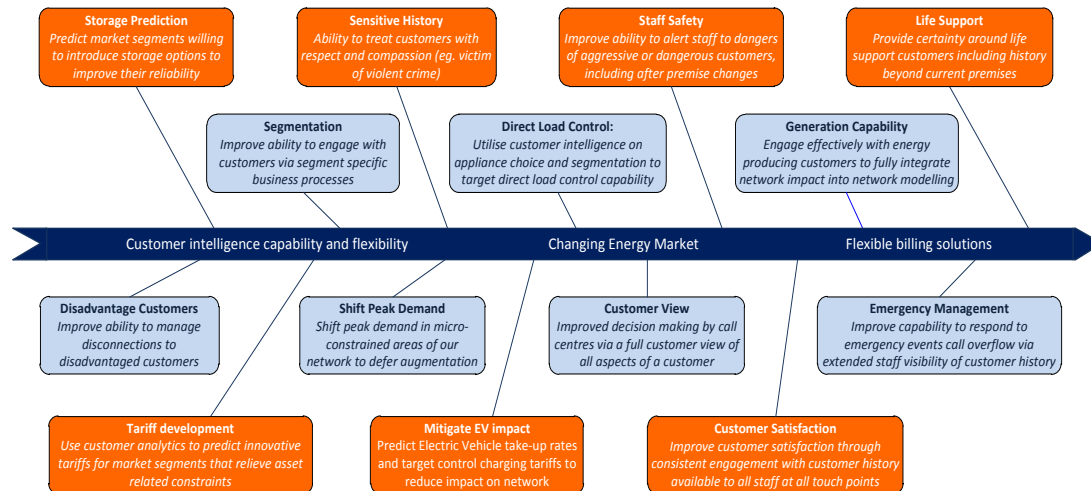 Storage Prediction
Predict market segments willing
to introduce storage options to
improve their reliability
Sensitive History
Ability to treat customers with
respect and compassion (eg. victim
of violent crime)
Staff Safety
Improve ability to alert staff to dangers
of aggressive or dangerous customers,
including after premise changes
Life Support
Provide certainty around life
support customers including history
beyond current premises
Segmentation
Improve ability to engage with
customers via segment specific
business processes
Direct Load Control:
Utilise customer intelligence on
appliance choice and segmentation to
target direct load control capability
Generation Capability
Engage effectively with energy
producing customers to fully integrate
network impact into network modelling
Customer intelligence capability and flexibility
Changing Energy Market
Flexible billing solutions
Disadvantage Customers
Improve ability to manage
disconnections to
disadvantaged customers
Shift Peak Demand
Shift peak demand in micro-
constrained areas of our
network to defer augmentation
Customer View
Improved decision making by call
centres via a full customer view of
all aspects of a customer
Emergency Management
Improve capability to respond to
emergency events call overflow via
extended staff visibility of customer history
Tariff development
Use customer analytics to predict innovative
tariffs for market segments that relieve asset
related constraints
Mitigate EV impact
Predict Electric Vehicle take-up rates
and target control charging tariffs to
reduce impact on network
Customer Satisfaction
Improve customer satisfaction through
consistent engagement with customer history
available to all staff at all touch points